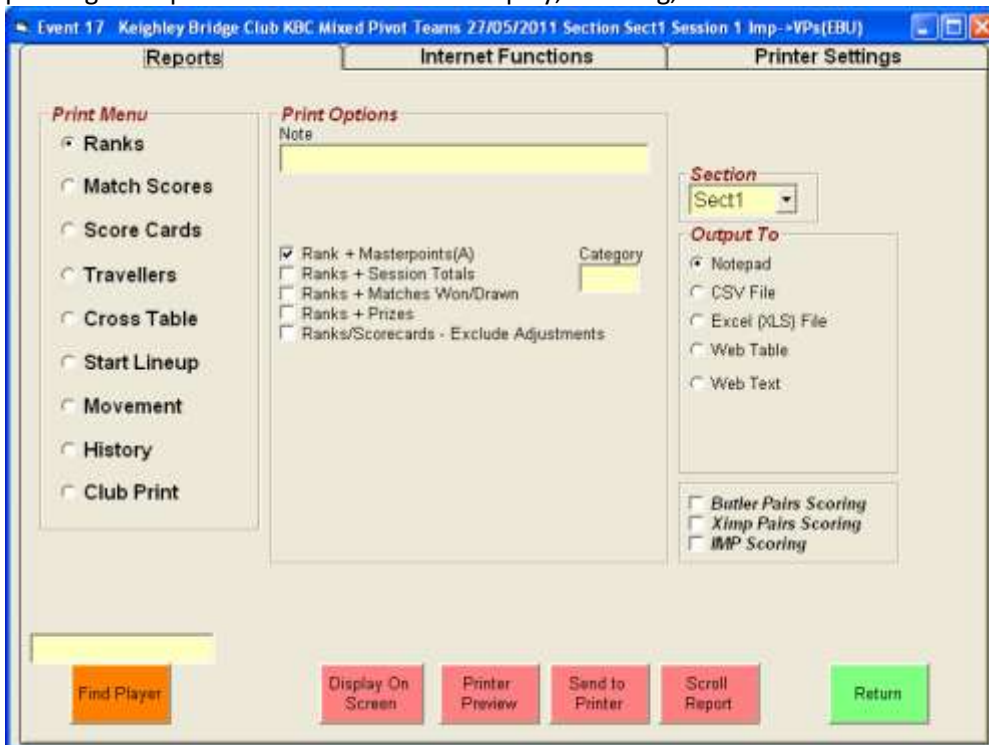 Event 17 Keighley Bridge Club KBC Mixed Pivot Teams 27/05/2011 Section Sect1 Session 1 Imp->VPs(EBU)
Reports
Internet Functions
Printer Settings
Print Menu
Ranks
Match Scores
Score Cards
Travellers
Cross Table
Start Lineup
Movement
History
Club Print
Print Options
Note
Rank + Masterpoints(A)
Category
Ranks + Session Totals
Ranks + Matches Won/Drawn
Ranks + Prizes
Ranks/Scorecards - Exclude Adjustments
Section
Sect1
Output To
Notepad
CSV File
Excel (XLS) File
Web Table
Web Text
Butler Pairs Scoring
Ximp Pairs Scoring
IMP Scoring
Find Player
Display On
Screen
Printer
Preview
Send to
Printer
Scroll
Report
Return